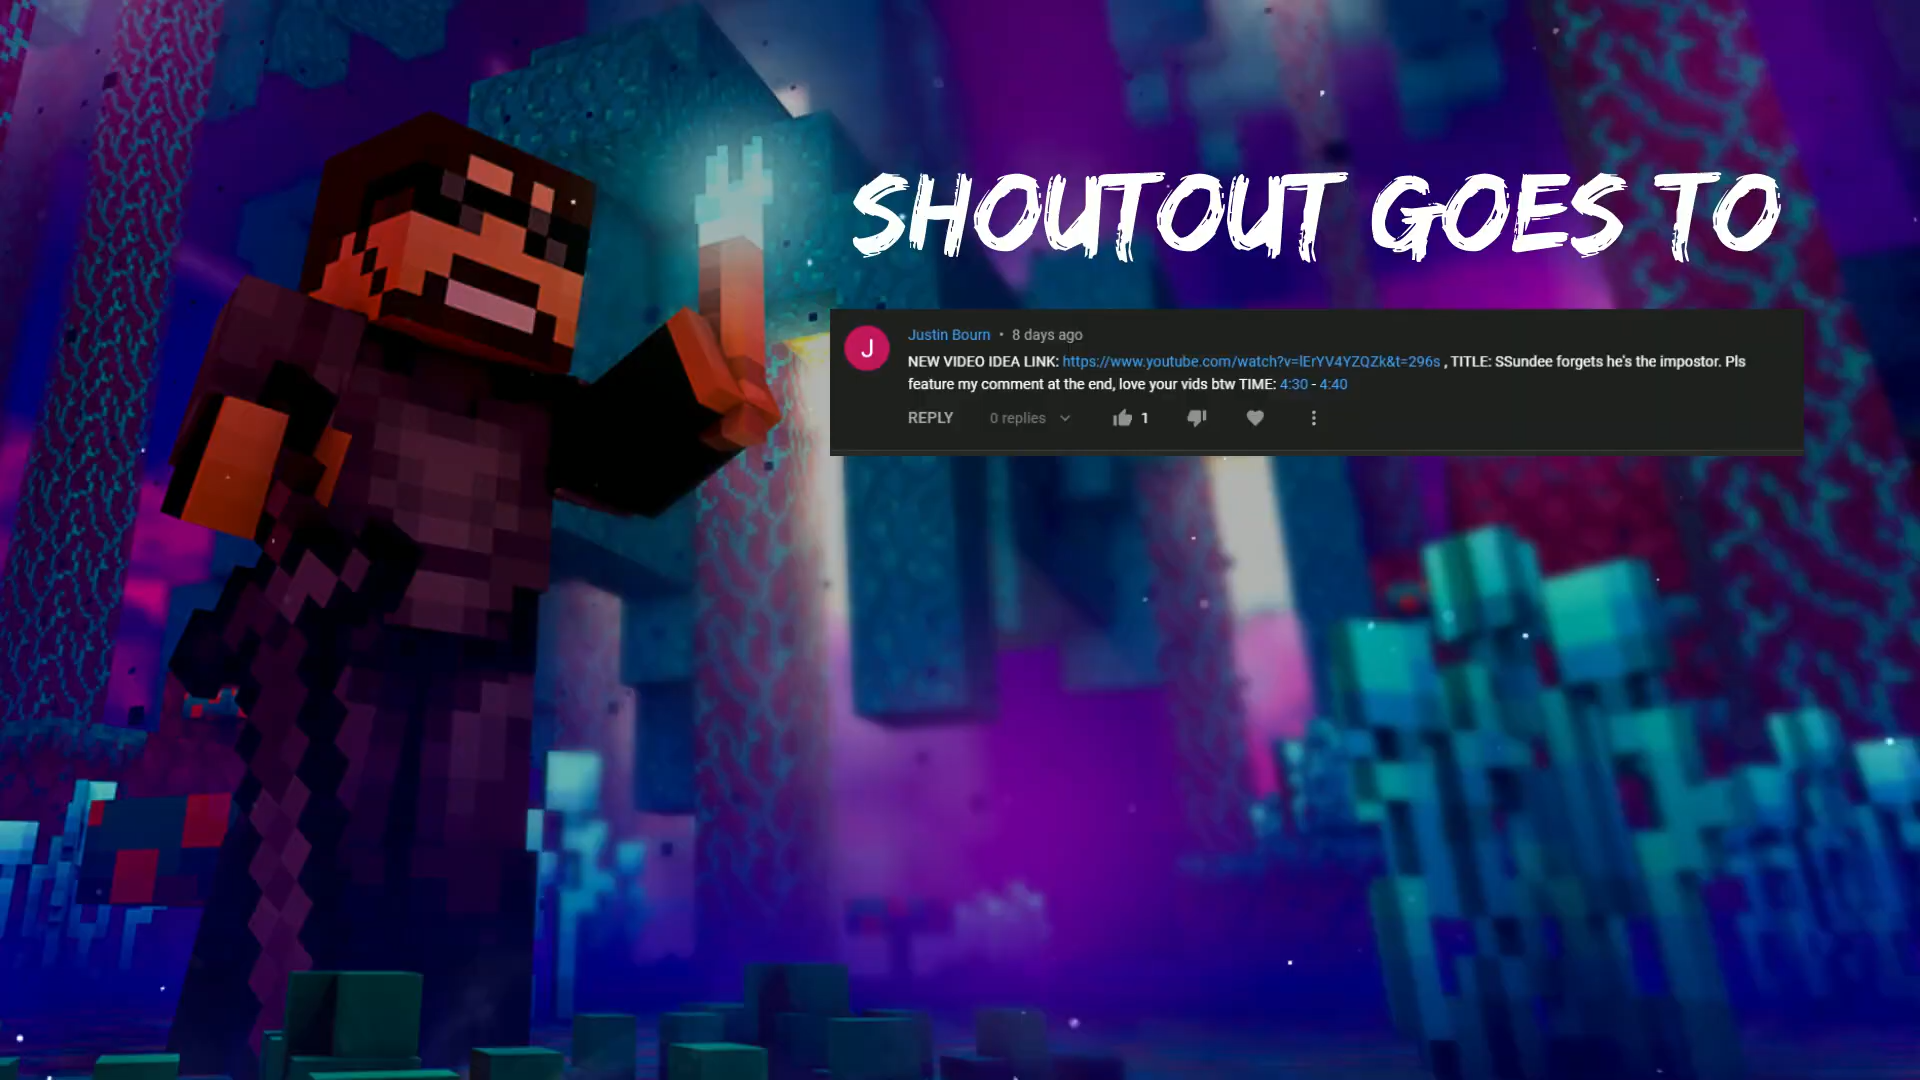 SHOUTOUT GOES TO
J
Justin Bourn • 8 days ago
NEW VIDEO IDEA LINK: https://www.youtube.com/watch?v=lErYV4YZQZk&t=296s , TITLE: SSundee forgets he's the impostor. Pls
feature my comment at the end, love your vids btw TIME: 4:30 - 4:40
REPLY 0 replies 1